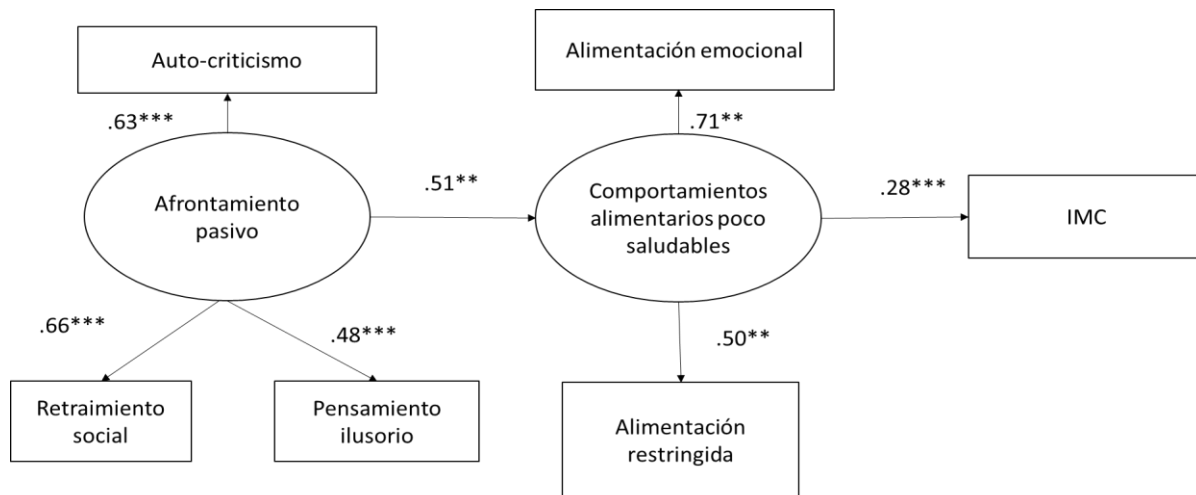 Auto-criticismo
Alimentación emocional
.63***
.71**
Afrontamiento
pasivo
.51**
Comportamientos
alimentarios poco
saludables
.28***
IMC
.66***
.48***
.50**
Retraimiento
social
Pensamiento
ilusorio
Alimentación
restringida